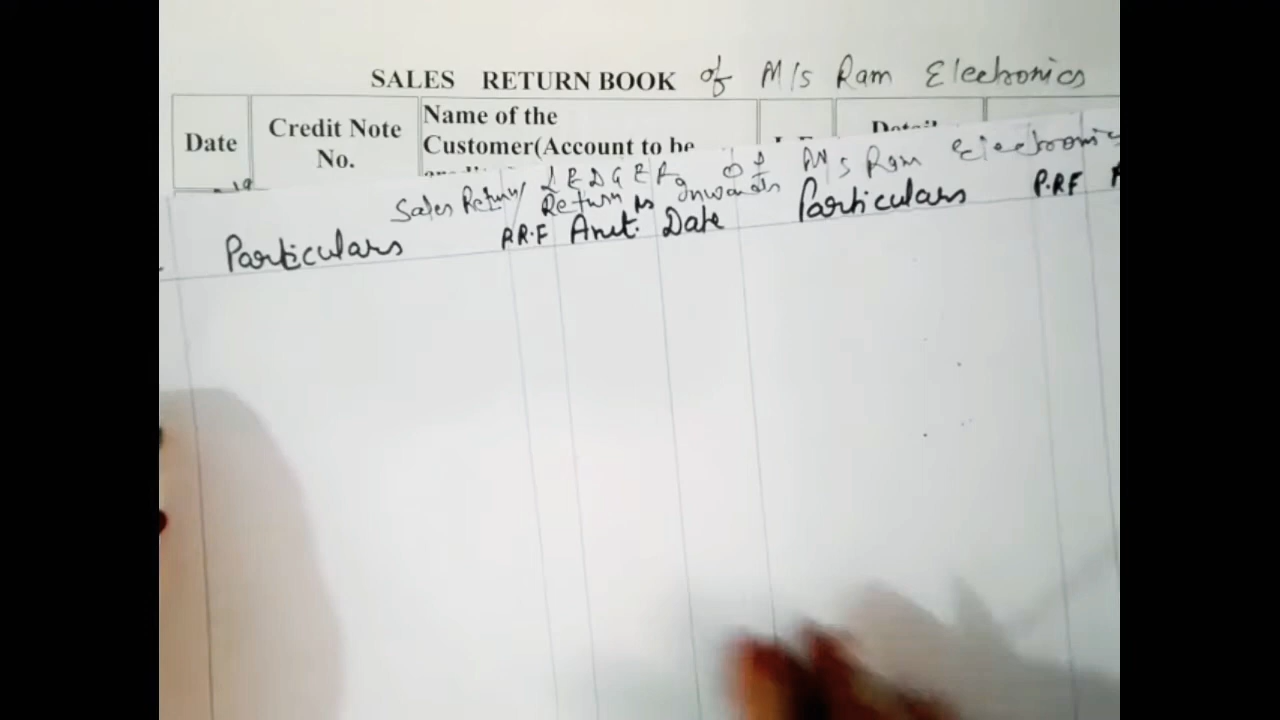 SALES RETURN BOOK of M/s Ram Electronics
Date Credit Note No. Name of the Customer(Account to be
LEDGER of M/s Ram Electronics
Sales Return/ Return Inwards
Particulars P.R.F Amt. Date Particulars P.R.F